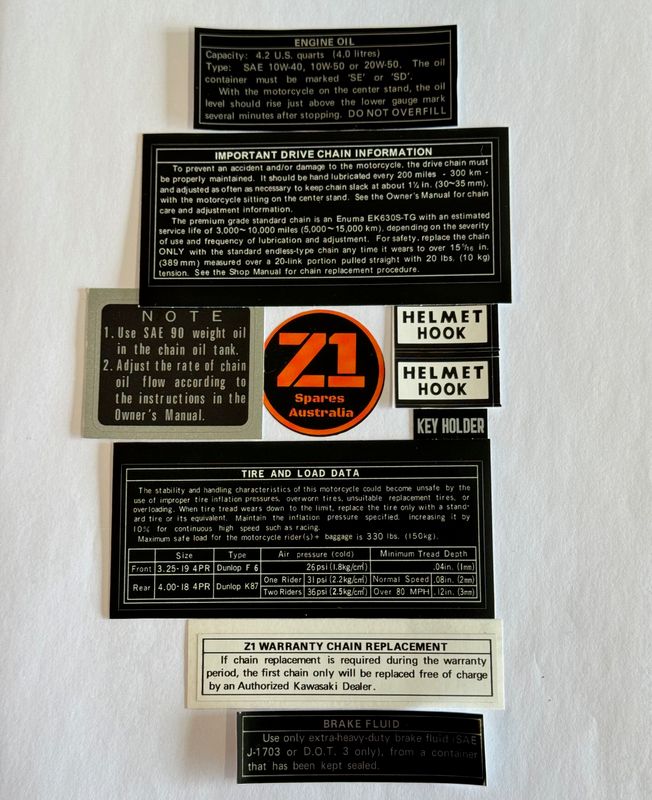 ENGINE OIL
Capacity: 4.2 U.S. quarts (4.0 litres)
Type: SAE 10W-40, 10W-50 or 20W-50. The oil
container must be marked 'SE' or 'SD'.
With the motorcycle on the center stand, the oil
level should rise just above the lower gauge mark
several minutes after stopping. DO NOT OVERFILL
IMPORTANT DRIVE CHAIN INFORMATION
To prevent an accident and/or damage to the motorcycle, the drive chain must
be properly maintained. It should be hand lubricated every 200 miles - 300 km -
and adjusted as often as necessary to keep chain slack at about 1¼ in. (30~35 mm),
with the motorcycle sitting on the center stand. See the Owner's Manual for chain
care and adjustment information.
The premium grade standard chain is an Enuma EK630S-TG with an estimated
service life of 3,000~10,000 miles (5,000~15,000 km), depending on the severity
of use and frequency of lubrication and adjustment. For safety, replace the chain
ONLY with the standard endless-type chain any time it wears to over 15 5/16 in.
(389 mm) measured over a 20-link portion pulled straight with 20 lbs. (10 kg)
tension. See the Shop Manual for chain replacement procedure.
NOTE
1. Use SAE 90 weight oil
in the chain oil tank.
2. Adjust the rate of chain
oil flow according to
the instructions in the
Owner's Manual.
Z1
Spares
Australia
HELMET
HOOK
HELMET
HOOK
KEY HOLDER
TIRE AND LOAD DATA
The stability and handling characteristics of this motorcycle could become unsafe by the
use of improper tire inflation pressures, overworn tires, unsuitable replacement tires, or
overloading. When tire tread wears down to the limit, replace the tire only with a stand-
ard tire or its equivalent. Maintain the inflation pressure specified, increasing it by
10% for continuous high speed such as racing.
Maximum safe load for the motorcycle rider(s)+ baggage is 330 lbs. (150kg).
Size Type Air pressure (cold) Minimum Tread Depth
Front 3.25-19 4PR Dunlop F 6 26psi (1.8kg/cm²) .04in. (1mm)
Rear 4.00-18 4PR Dunlop K87 One Rider 31psi (2.2kg/cm²) Normal Speed .08in. (2mm)
Two Riders 36psi (2.5kg/cm²) Over 80 MPH .12in. (3mm)
Z1 WARRANTY CHAIN REPLACEMENT
If chain replacement is required during the warranty
period, the first chain only will be replaced free of charge
by an Authorized Kawasaki Dealer.
BRAKE FLUID
Use only extra-heavy-duty brake fluid (SAE
J-1703 or D.O.T. 3 only), from a container
that has been kept sealed.